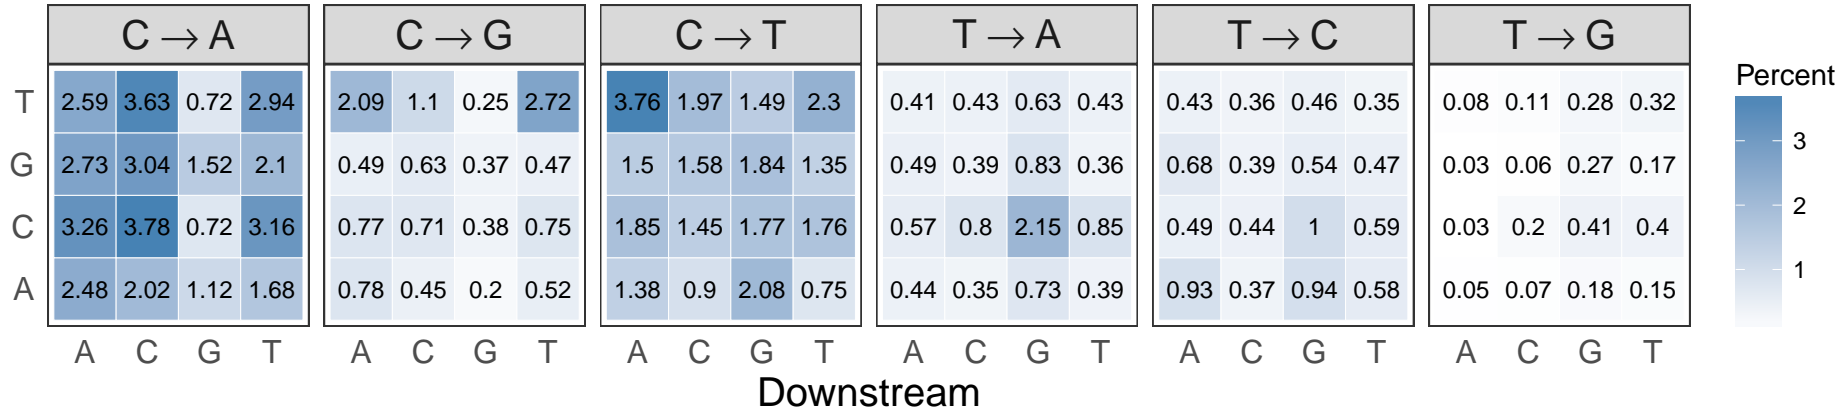 C → A C → G C → T T → A T → C T → G
Percent
T 2.59 3.63 0.72 2.94 2.09 1.1 0.25 2.72 3.76 1.97 1.49 2.3 0.41 0.43 0.63 0.43 0.43 0.36 0.46 0.35 0.08 0.11 0.28 0.32
3
G 2.73 3.04 1.52 2.1 0.49 0.63 0.37 0.47 1.5 1.58 1.84 1.35 0.49 0.39 0.83 0.36 0.68 0.39 0.54 0.47 0.03 0.06 0.27 0.17
2
C 3.26 3.78 0.72 3.16 0.77 0.71 0.38 0.75 1.85 1.45 1.77 1.76 0.57 0.8 2.15 0.85 0.49 0.44 1 0.59 0.03 0.2 0.41 0.4
1
A 2.48 2.02 1.12 1.68 0.78 0.45 0.2 0.52 1.38 0.9 2.08 0.75 0.44 0.35 0.73 0.39 0.93 0.37 0.94 0.58 0.05 0.07 0.18 0.15
A C G T A C G T A C G T A C G T A C G T A C G T
Downstream